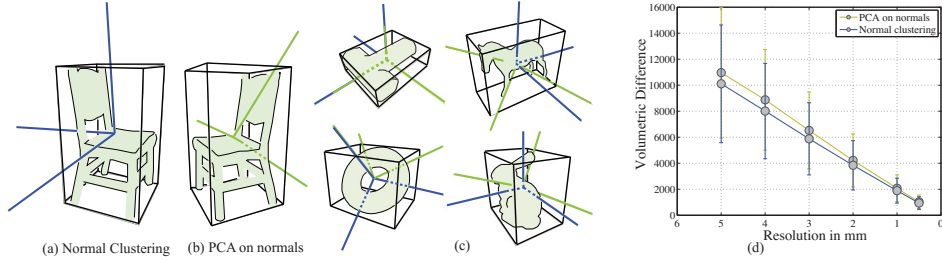 (a) Normal Clustering
(b) PCA on normals
(c)
16000
14000
12000
10000
8000
6000
4000
2000
0
Volumetric Difference
PCA on normals
Normal clustering
6 5 4 3 2 1 0
Resolution in mm
(d)